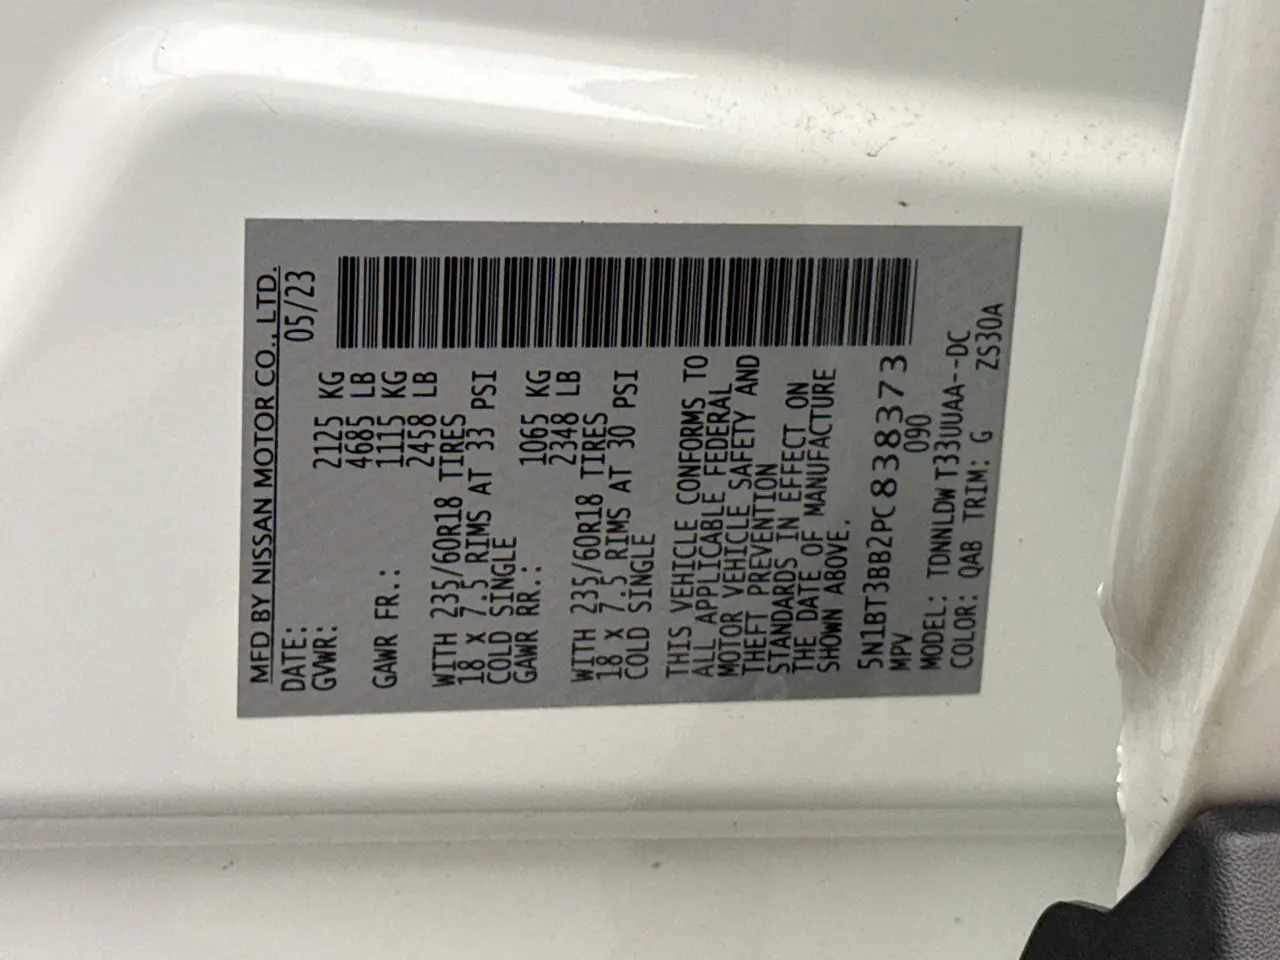 MFD BY NISSAN MOTOR CO., LTD.
DATE: 05/23
GVWR: 2125 KG
4685 LB
GAWR FR.: 1115 KG
2458 LB
WITH 235/60R18 TIRES
18 X 7.5 RIMS AT 33 PSI
COLD SINGLE
GAWR RR.: 1065 KG
2348 LB
WITH 235/60R18 TIRES
18 X 7.5 RIMS AT 30 PSI
COLD SINGLE
THIS VEHICLE CONFORMS TO
ALL APPLICABLE FEDERAL
MOTOR VEHICLE SAFETY AND
THEFT PREVENTION
STANDARDS IN EFFECT ON
THE DATE OF MANUFACTURE
SHOWN ABOVE.
5N1BT3BB2PC838373
MPV 090
MODEL: TDNNLDW T33UUAA--DC
COLOR: QAB TRIM: G ZS30A